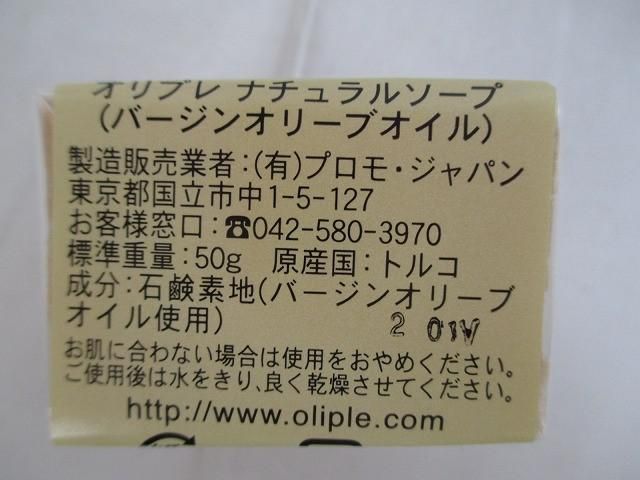 オリプレ ナチュラルソープ
(バージンオリーブオイル)
製造販売業者：(有)プロモ・ジャパン
東京都国立市中1-5-127
お客様窓口：☎042-580-3970
標準重量：50g 原産国：トルコ
成分：石鹸素地(バージンオリーブ
オイル使用)
お肌に合わない場合は使用をおやめください。
ご使用後は水をきり、良く乾燥させてください。
http://www.oliple.com